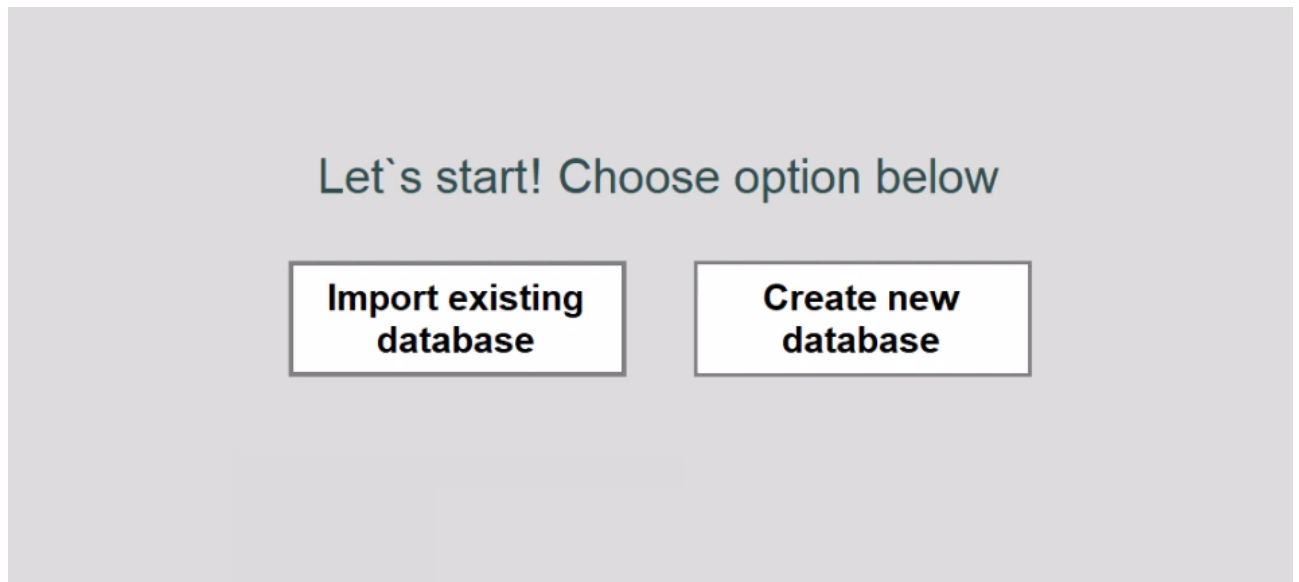 Let`s start! Choose option below
Import existing
database
Create new
database